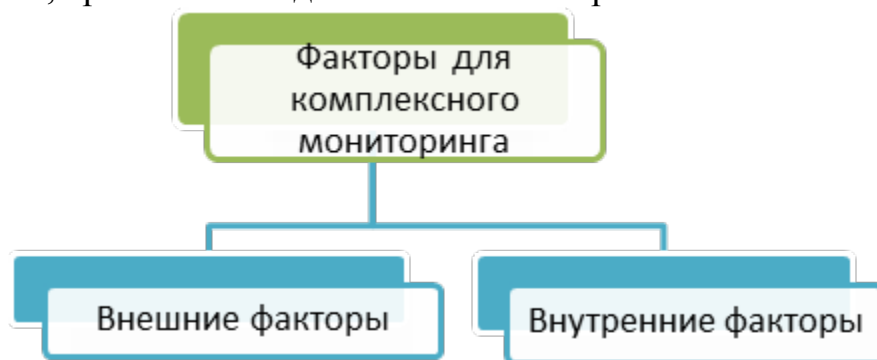 Факторы для
комплексного
мониторинга
Внешние факторы
Внутренние факторы